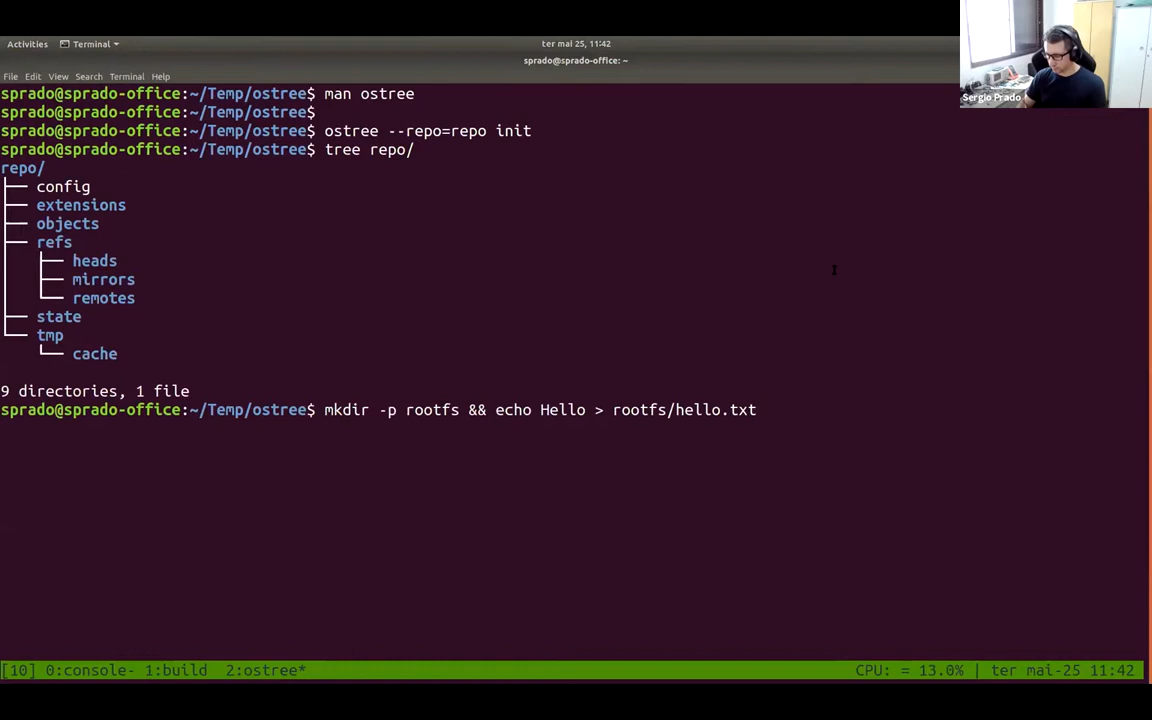 Activities Terminal ter mai 25, 11:42
sprado@sprado-office: ~
File Edit View Search Terminal Help
Sergio Prado
sprado@sprado-office:~/Temp/ostree$ man ostree
sprado@sprado-office:~/Temp/ostree$
sprado@sprado-office:~/Temp/ostree$ ostree --repo=repo init
sprado@sprado-office:~/Temp/ostree$ tree repo/
repo/
├── config
├── extensions
├── objects
├── refs
│   ├── heads
│   ├── mirrors
│   └── remotes
├── state
└── tmp
    └── cache
9 directories, 1 file
sprado@sprado-office:~/Temp/ostree$ mkdir -p rootfs && echo Hello > rootfs/hello.txt
[10] 0:console- 1:build 2:ostree* CPU: = 13.0% | ter mai-25 11:42